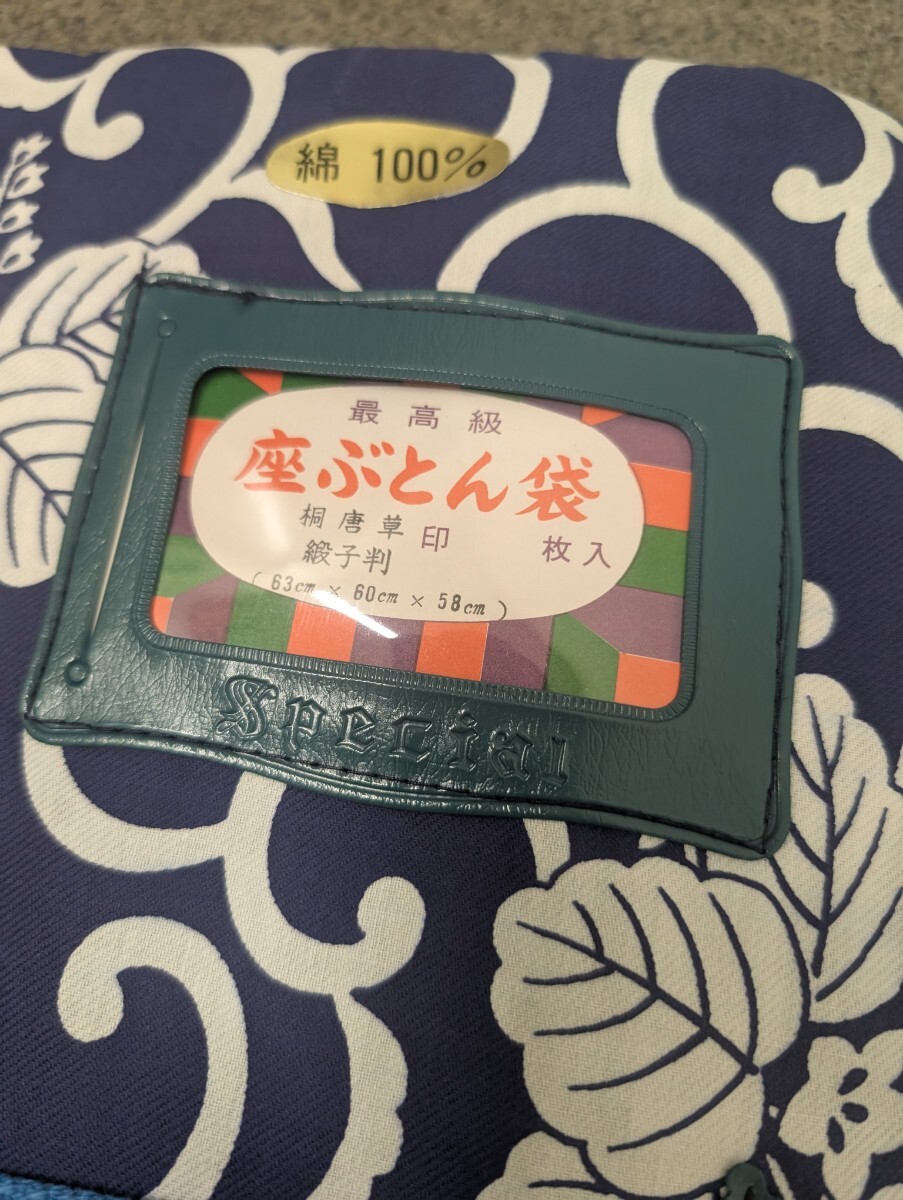 綿 100%
最高級
座ぶとん袋
桐唐草
緞子判
印
枚入
( 63cm × 60cm × 58cm )
Special